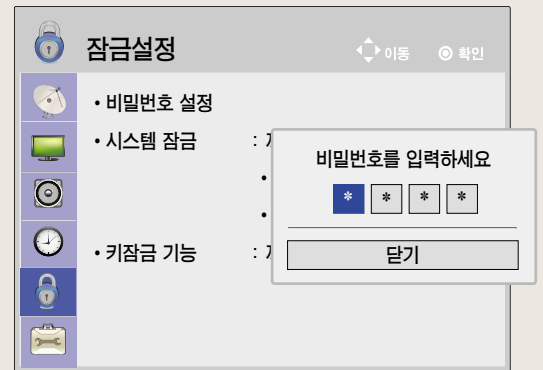 잠금설정
이동
확인
• 비밀번호 설정
• 시스템 잠금 :
•
•
• 키잠금 기능 :
비밀번호를 입력하세요
* * * *
닫기